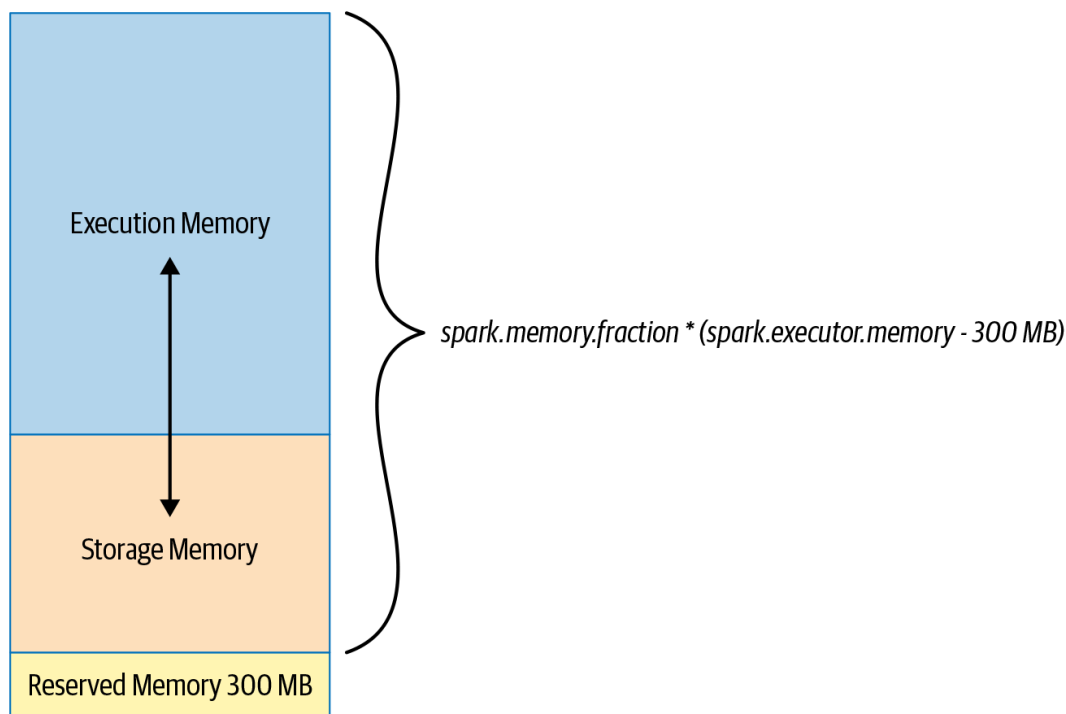 Execution Memory
spark.memory.fraction * (spark.executor.memory - 300 MB)
Storage Memory
Reserved Memory 300 MB